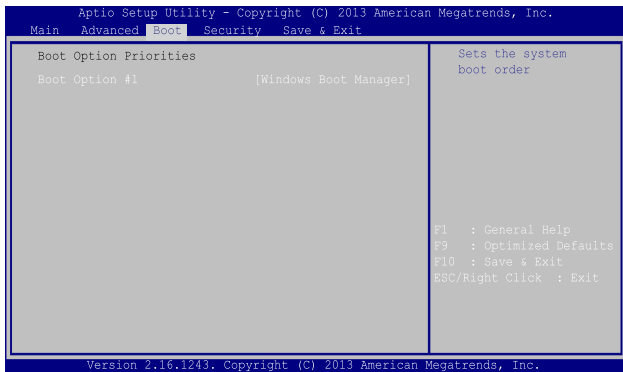 Aptio Setup Utility - Copyright (C) 2013 American Megatrends, Inc.
Main Advanced Boot Security Save & Exit
Boot Option Priorities
Boot Option #1 [Windows Boot Manager]
Sets the system
boot order
F1 : General Help
F9 : Optimized Defaults
F10 : Save & Exit
ESC/Right Click : Exit
Version 2.16.1243. Copyright (C) 2013 American Megatrends, Inc.